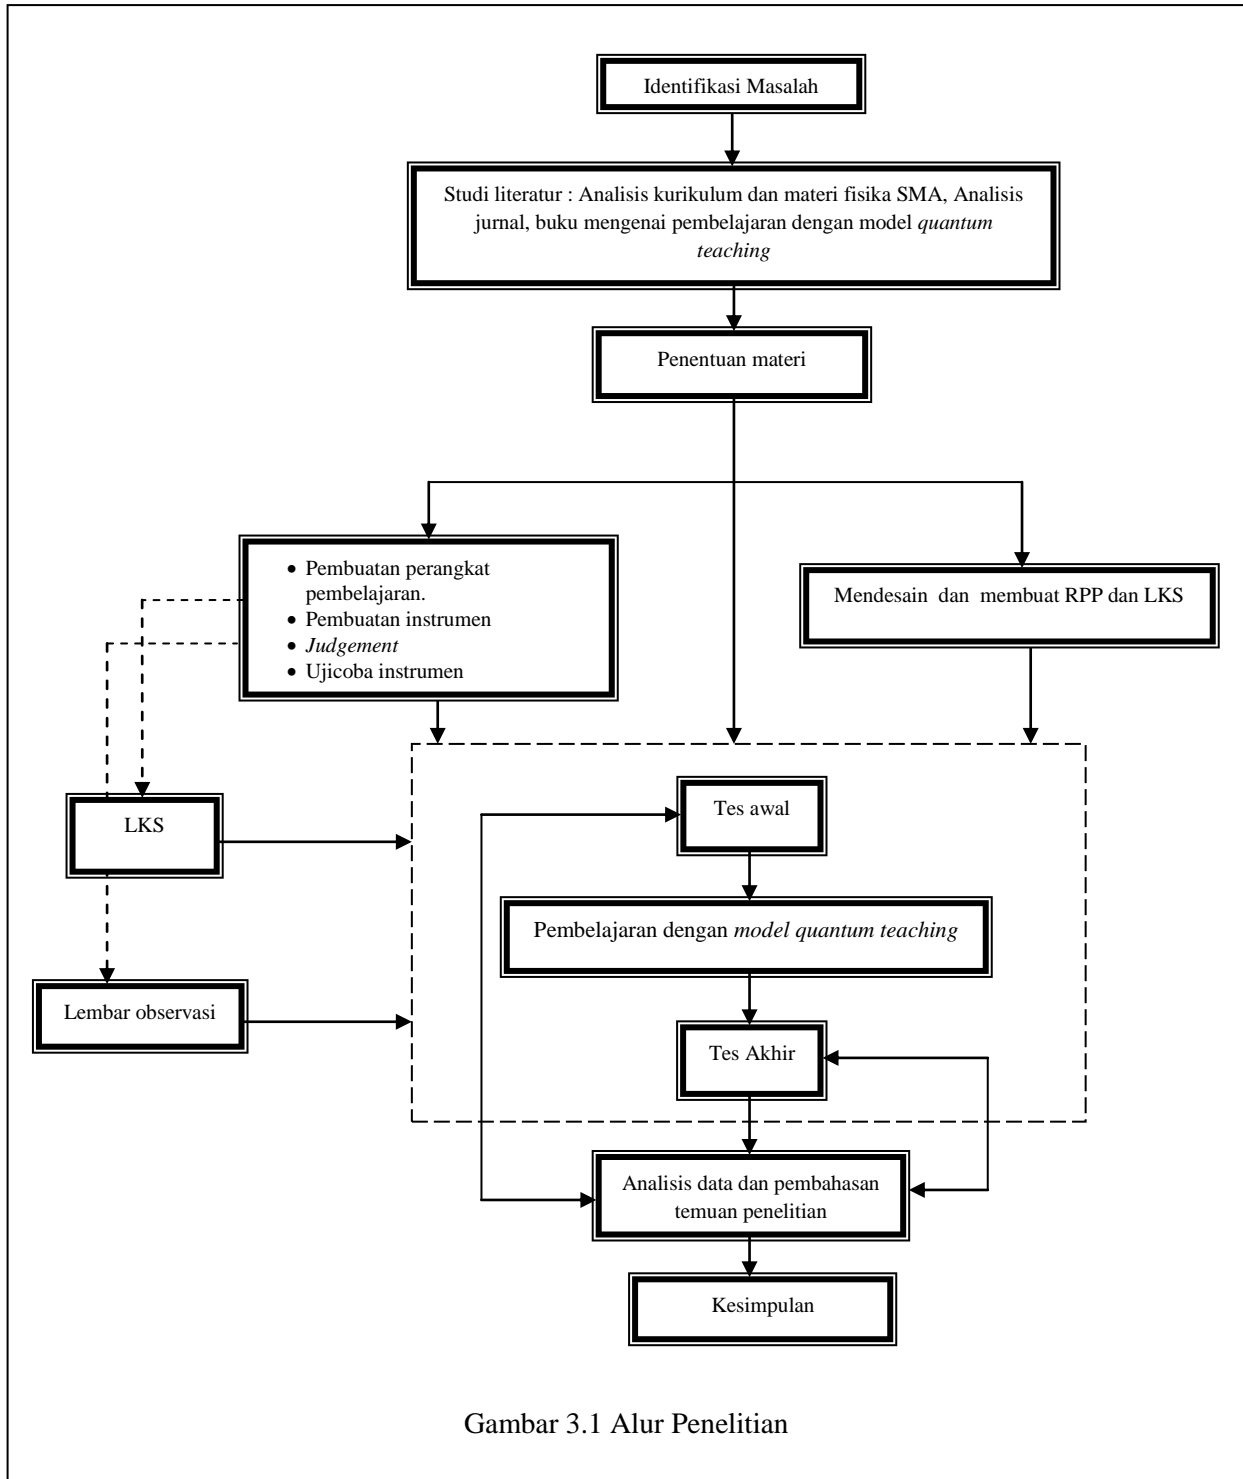 Identifikasi Masalah
Studi literatur : Analisis kurikulum dan materi fisika SMA, Analisis
jurnal, buku mengenai pembelajaran dengan model quantum
teaching
Penentuan materi
• Pembuatan perangkat
pembelajaran.
• Pembuatan instrumen
• Judgement
• Ujicoba instrumen
Mendesain dan membuat RPP dan LKS
Tes awal
LKS
Pembelajaran dengan model quantum teaching
Lembar observasi
Tes Akhir
Analisis data dan pembahasan
temuan penelitian
Kesimpulan
Gambar 3.1 Alur Penelitian